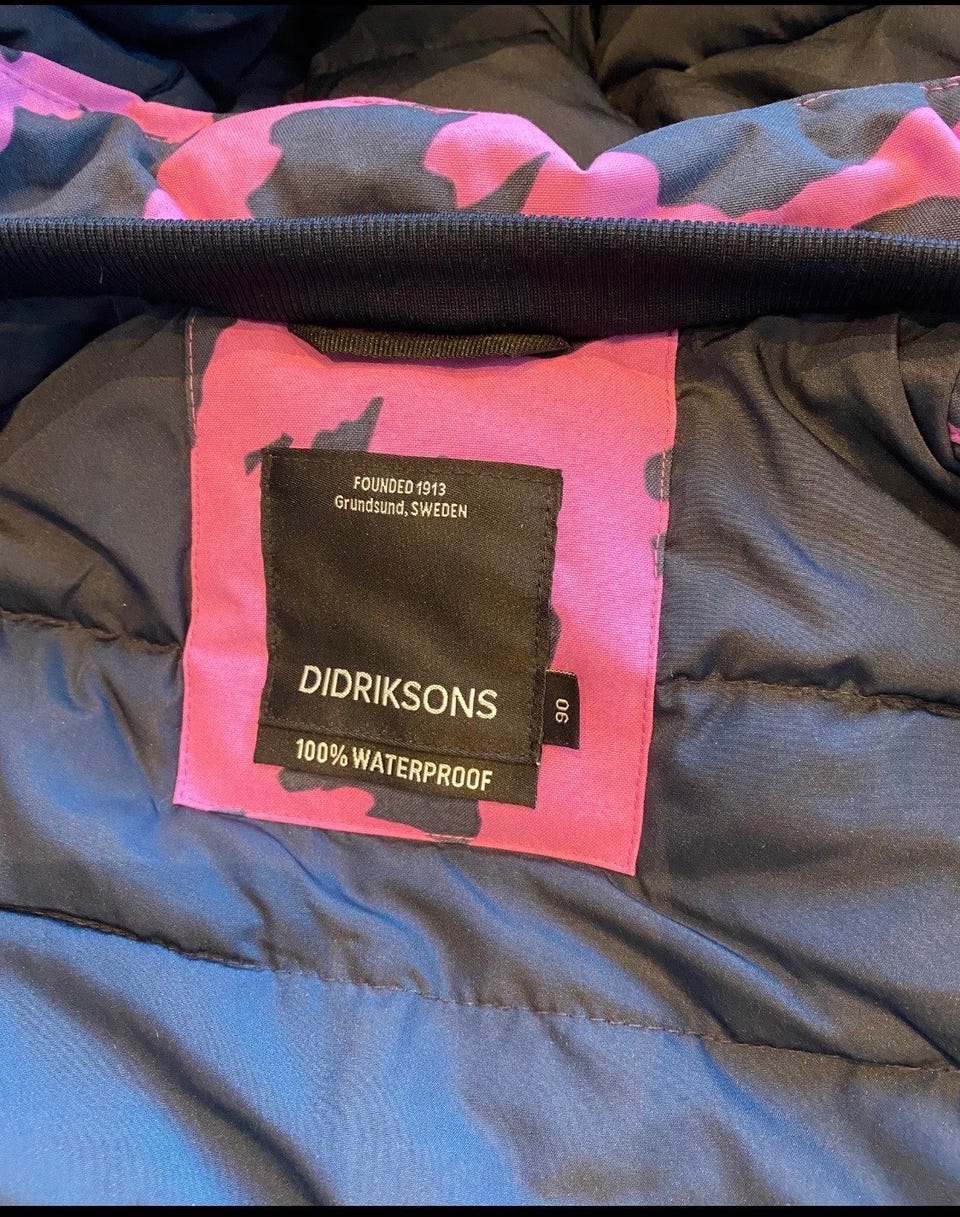 FOUNDED 1913
Grundsund, SWEDEN
DIDRIKSONS
90
100% WATERPROOF